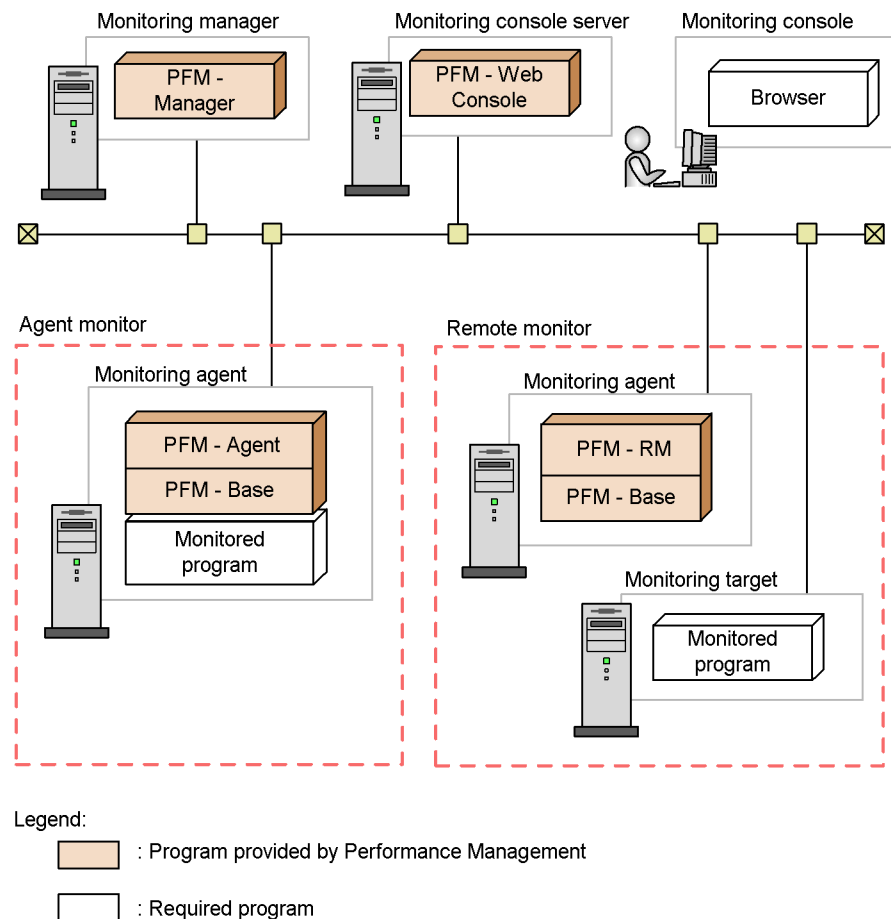 Monitoring manager
Monitoring console server
Monitoring console
PFM -
Manager
PFM - Web
Console
Browser
Agent monitor
Remote monitor
Monitoring agent
PFM - Agent
PFM - Base
Monitored
program
Monitoring agent
PFM - RM
PFM - Base
Monitoring target
Monitored
program
Legend:
: Program provided by Performance Management
: Required program